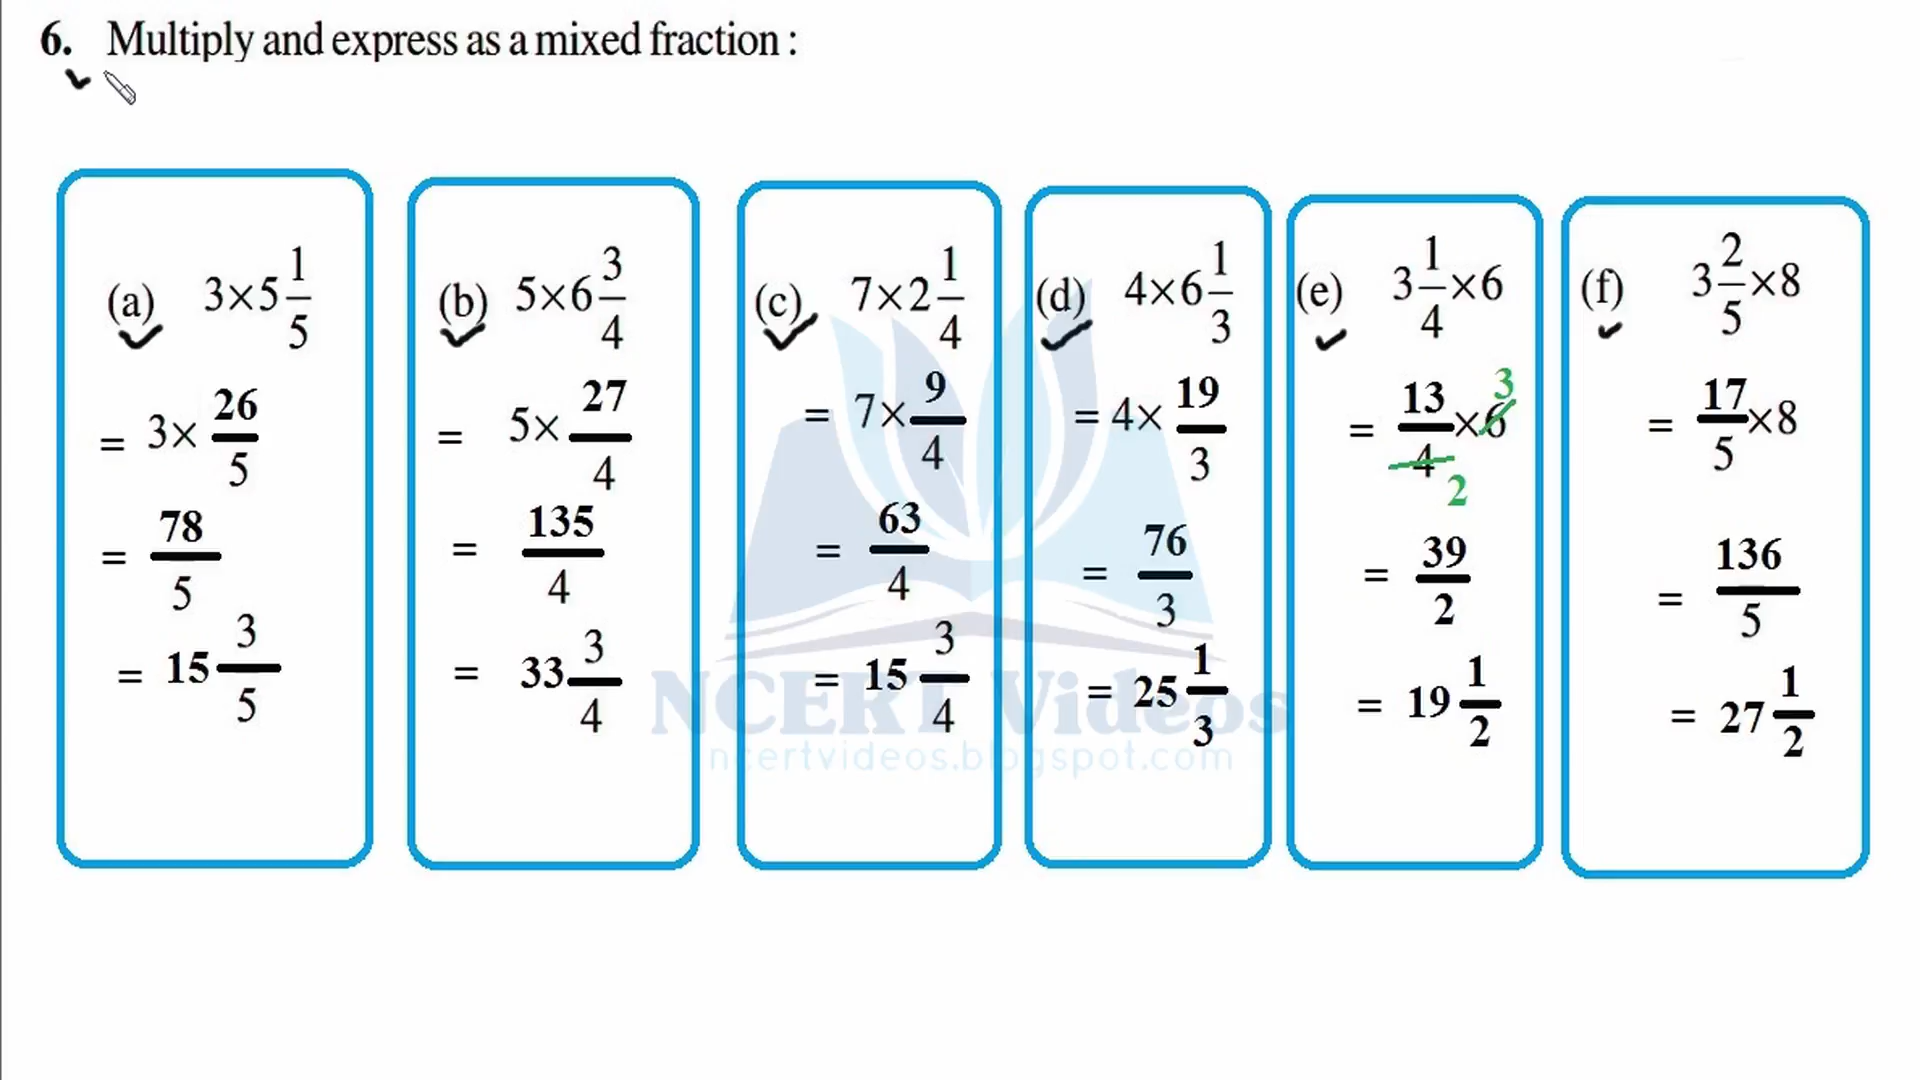 6. Multiply and express as a mixed fraction :
(a) 3×5 1/5
= 3× 26/5
= 78/5
= 15 3/5
(b) 5×6 3/4
= 5× 27/4
= 135/4
= 33 3/4
(c) 7×2 1/4
= 7× 9/4
= 63/4
= 15 3/4
(d) 4×6 1/3
= 4× 19/3
= 76/3
= 25 1/3
(e) 3 1/4 ×6
= 13/4 ×6 3 2
= 39/2
= 19 1/2
(f) 3 2/5 ×8
= 17/5 ×8
= 136/5
= 27 1/2
NCERT Videos
ncertvideos.blogspot.com